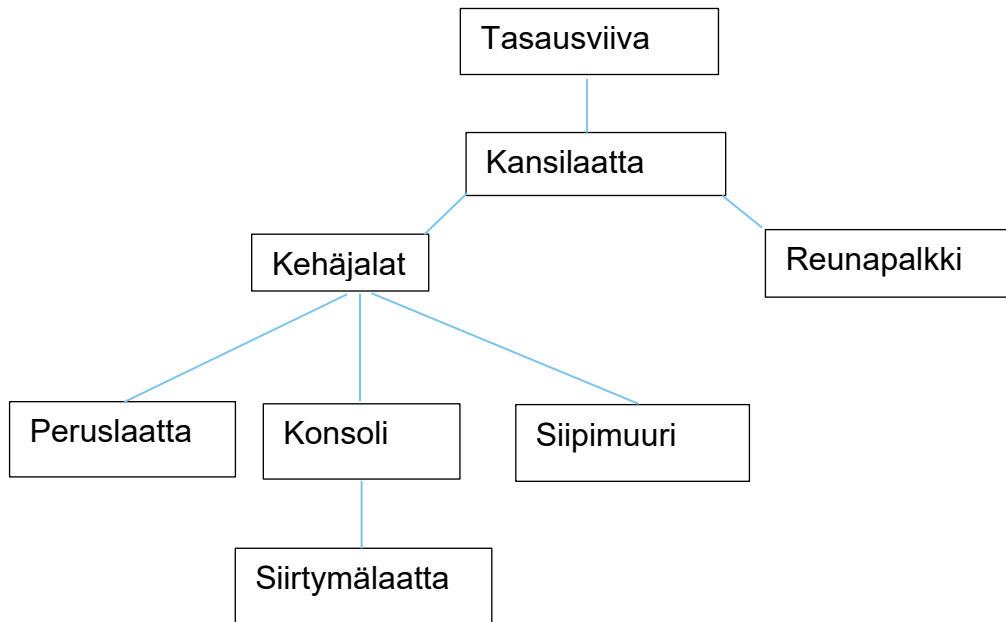 Tasausviiva
Kansilaatta
Kehäjalat
Reunapalkki
Peruslaatta
Konsoli
Siipimuuri
Siirtymälaatta